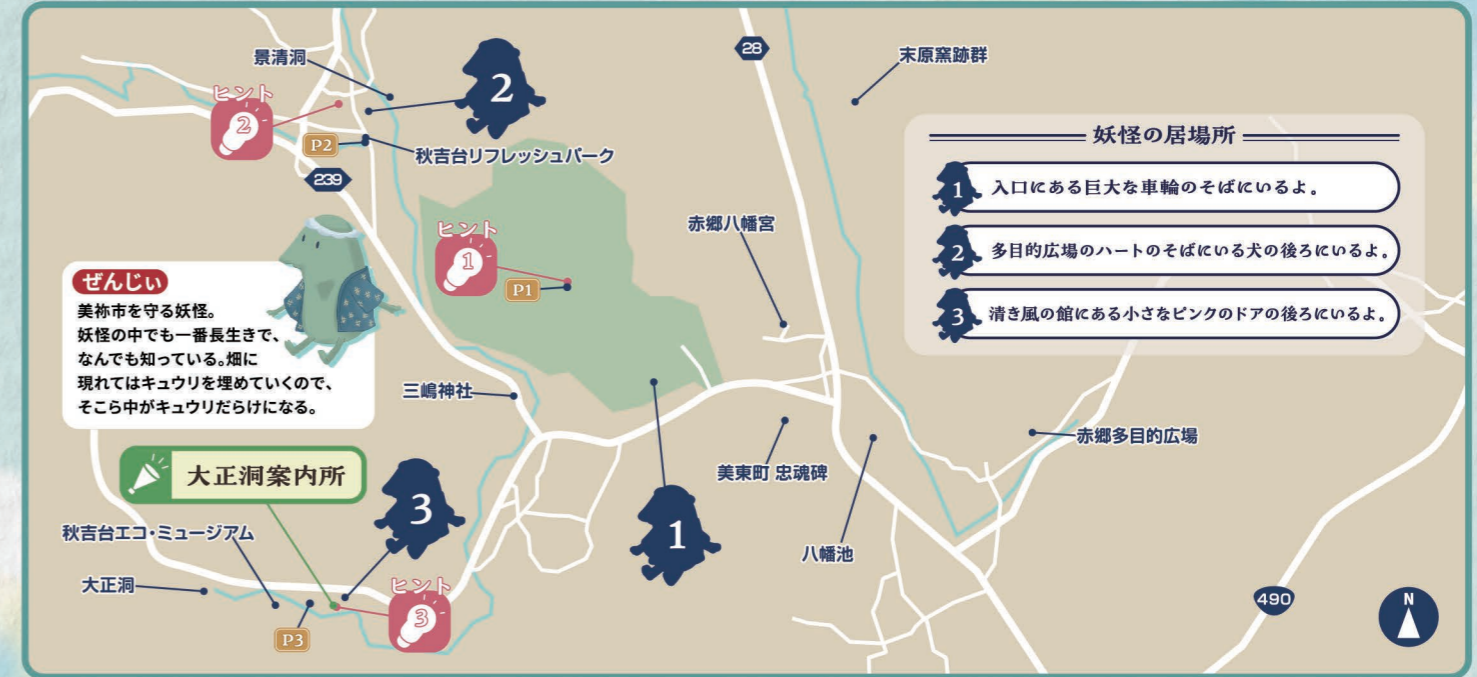 景清洞
2
28
末原窯跡群
ヒント
2
P2
秋吉台リフレッシュパーク
239
妖怪の居場所
1 入口にある巨大な車輪のそばにいるよ。
2 多目的広場のハートのそばにいる犬の後ろにいるよ。
3 清き風の館にある小さなピンクのドアの後ろにいるよ。
赤郷八幡宮
ヒント
1
P1
ぜんじぃ
美祢市を守る妖怪。
妖怪の中でも一番長生きで、
なんでも知っている。畑に
現れてはキュウリを埋めていくので、
そこら中がキュウリだらけになる。
三嶋神社
赤郷多目的広場
大正洞案内所
3
美東町 忠魂碑
1
八幡池
秋吉台エコ・ミュージアム
大正洞
ヒント
3
P3
490
N